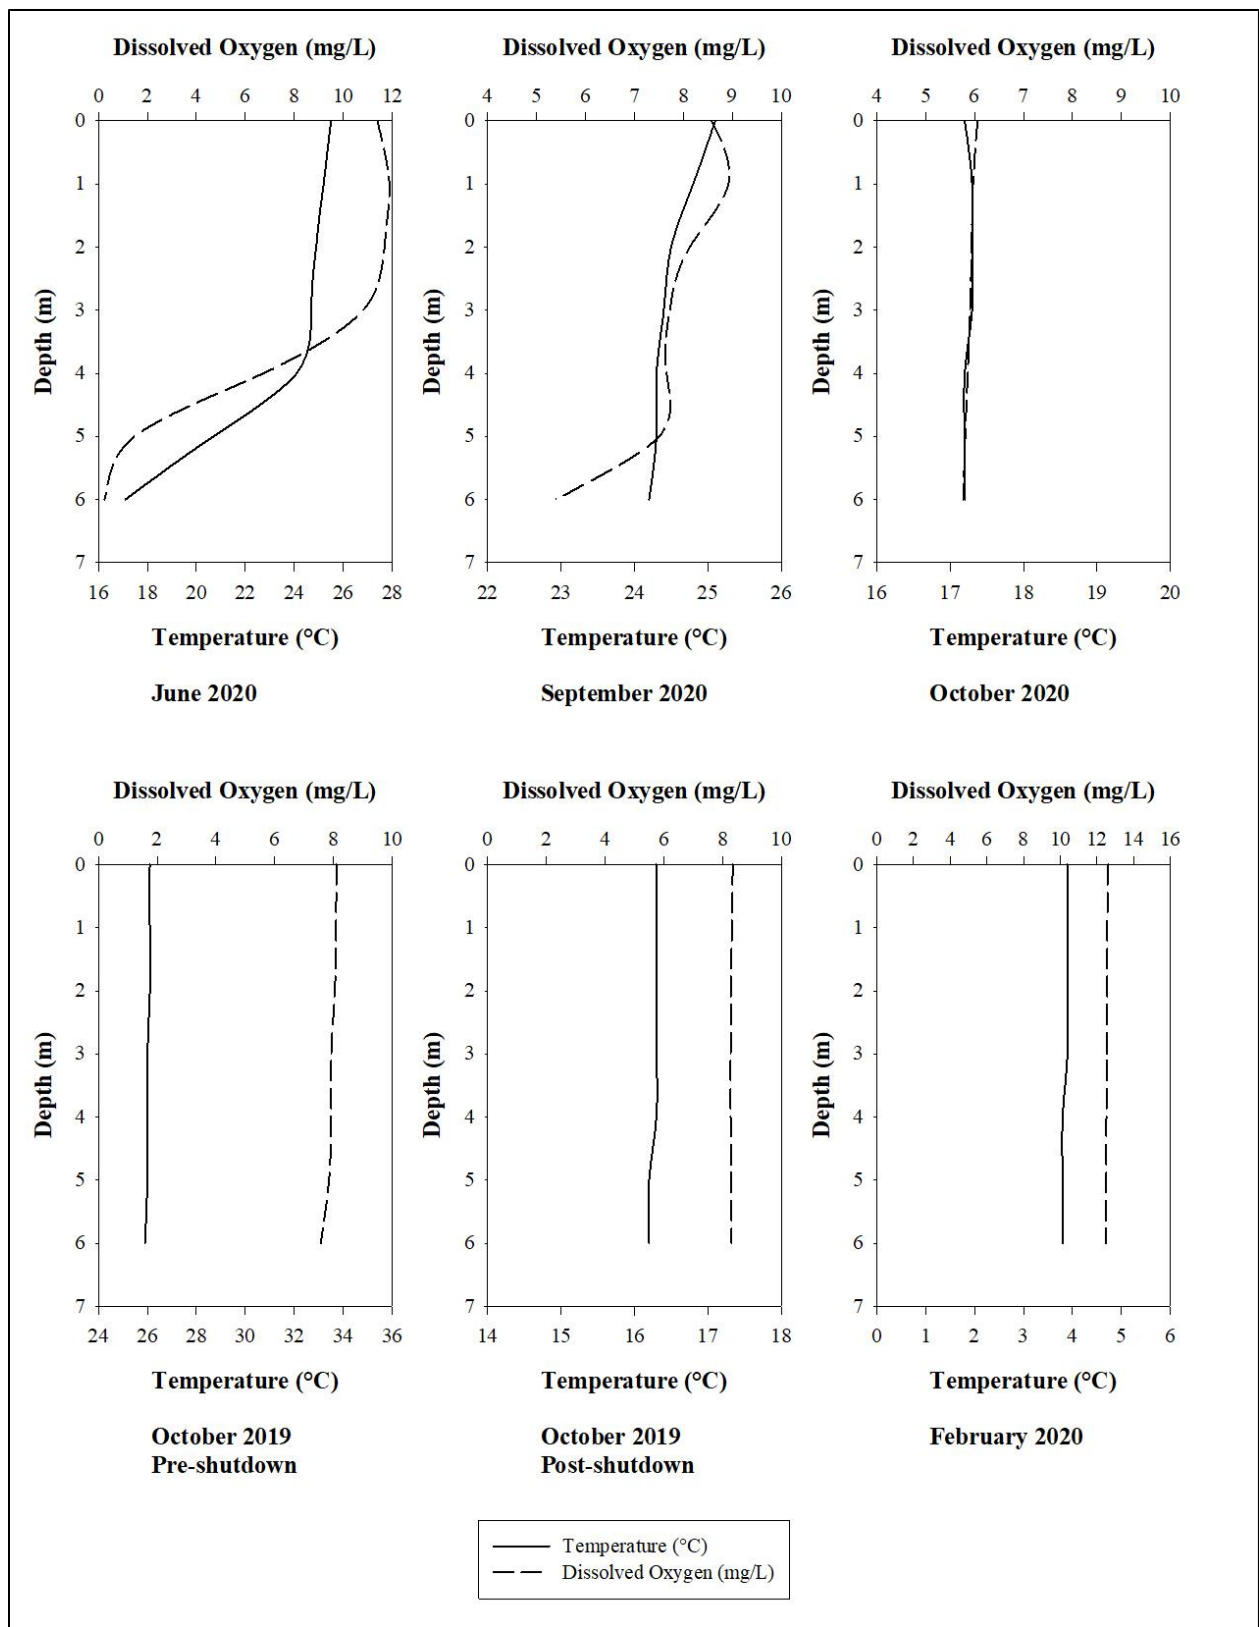 Dissolved Oxygen (mg/L) Dissolved Oxygen (mg/L) Dissolved Oxygen (mg/L)
0 2 4 6 8 10 12 4 5 6 7 8 9 10 4 5 6 7 8 9 10
0 0 0
1 1 1
2 2 2
3 3 3
Depth (m) Depth (m) Depth (m)
4 4 4
5 5 5
6 6 6
7 7 7
16 18 20 22 24 26 28 22 23 24 25 26 16 17 18 19 20
Temperature (°C) Temperature (°C) Temperature (°C)
June 2020 September 2020 October 2020
Dissolved Oxygen (mg/L) Dissolved Oxygen (mg/L) Dissolved Oxygen (mg/L)
0 2 4 6 8 10 0 2 4 6 8 10 0 2 4 6 8 10 12 14 16
0 0 0
1 1 1
2 2 2
3 3 3
Depth (m) Depth (m) Depth (m)
4 4 4
5 5 5
6 6 6
7 7 7
24 26 28 30 32 34 36 14 15 16 17 18 0 1 2 3 4 5 6
Temperature (°C) Temperature (°C) Temperature (°C)
October 2019 October 2019 February 2020
Pre-shutdown Post-shutdown
Temperature (°C)
Dissolved Oxygen (mg/L)